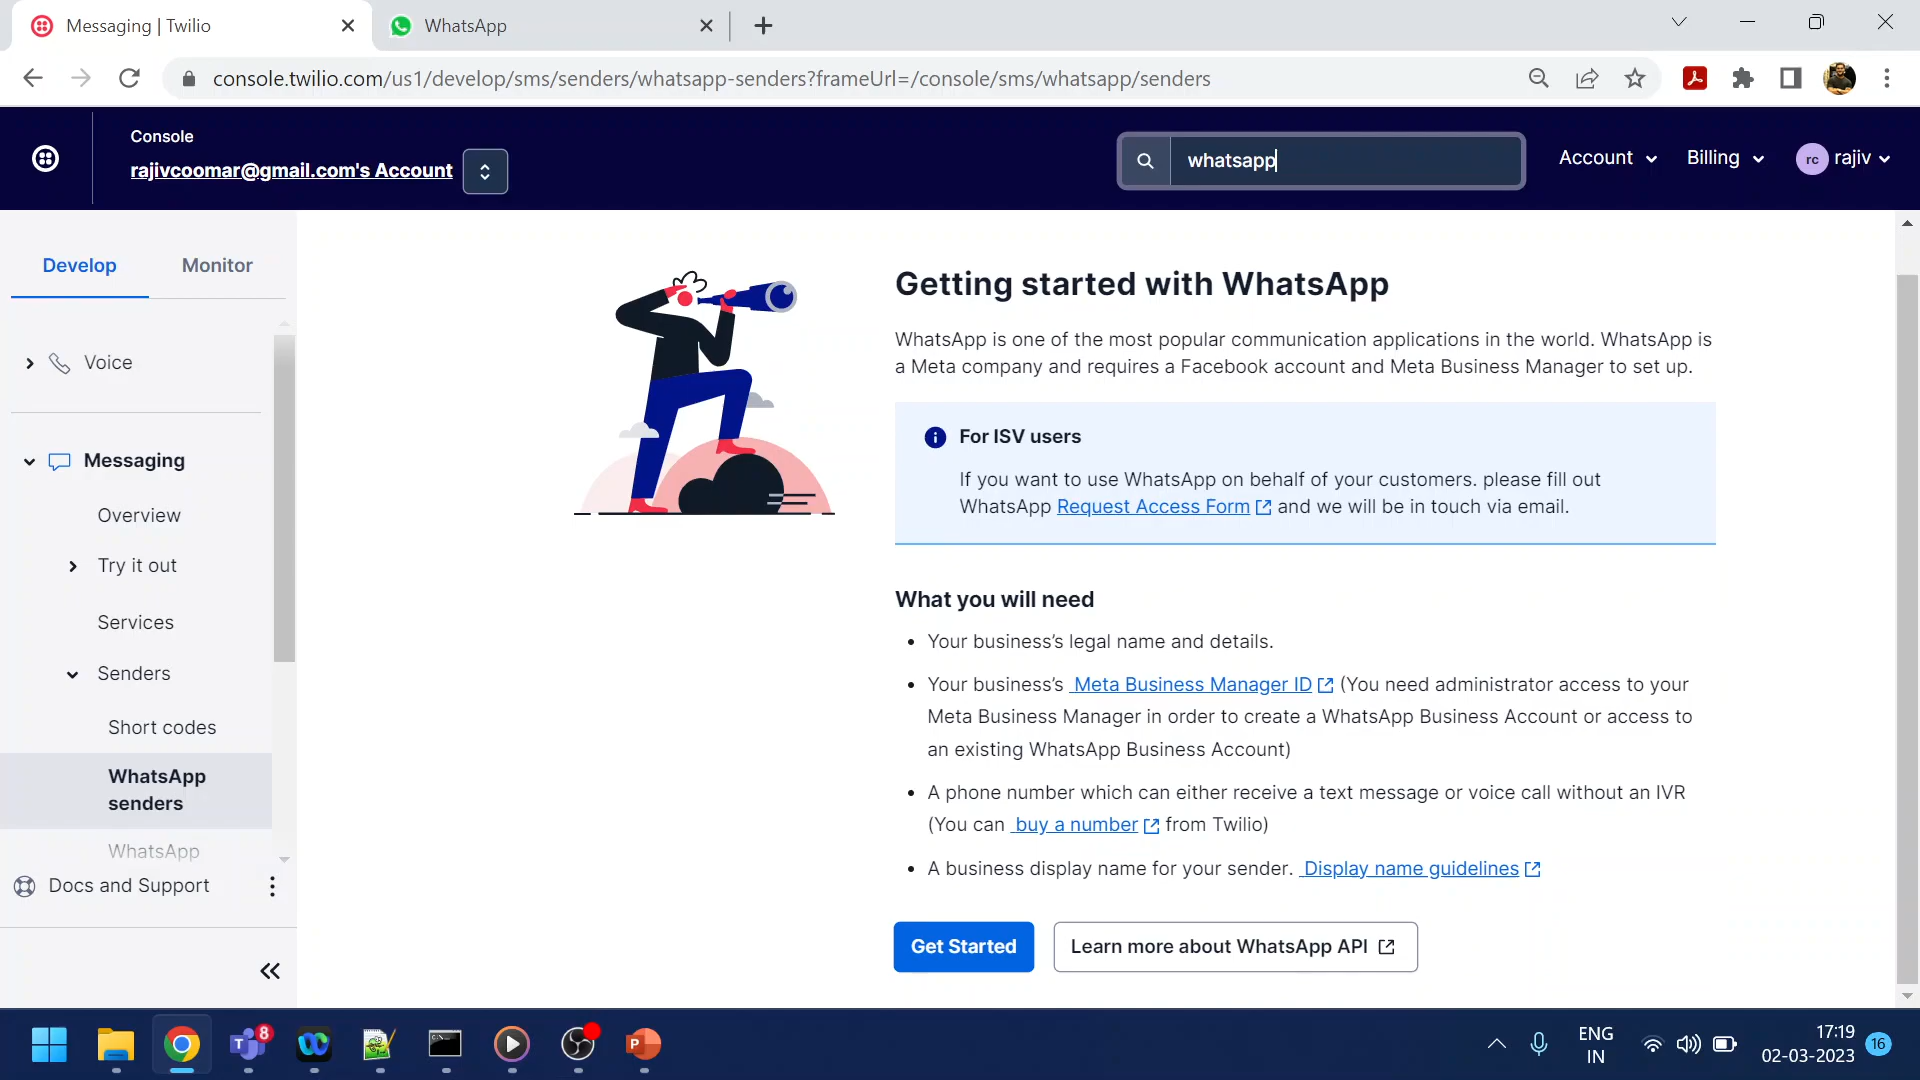 Messaging | Twilio
WhatsApp
console.twilio.com/us1/develop/sms/senders/whatsapp-senders?frameUrl=/console/sms/whatsapp/senders
Console
rajivcoomar@gmail.com's Account
whatsapp
Account
Billing
rc
rajiv
Develop
Monitor
Voice
Messaging
Overview
Try it out
Services
Senders
Short codes
WhatsApp
senders
WhatsApp
Docs and Support
Getting started with WhatsApp
WhatsApp is one of the most popular communication applications in the world. WhatsApp is
a Meta company and requires a Facebook account and Meta Business Manager to set up.
For ISV users
If you want to use WhatsApp on behalf of your customers. please fill out
WhatsApp Request Access Form and we will be in touch via email.
What you will need
• Your business’s legal name and details.
• Your business’s Meta Business Manager ID (You need administrator access to your
Meta Business Manager in order to create a WhatsApp Business Account or access to
an existing WhatsApp Business Account)
• A phone number which can either receive a text message or voice call without an IVR
(You can buy a number from Twilio)
• A business display name for your sender. Display name guidelines
Get Started
Learn more about WhatsApp API
8
ENG
IN
17:19
02-03-2023
16